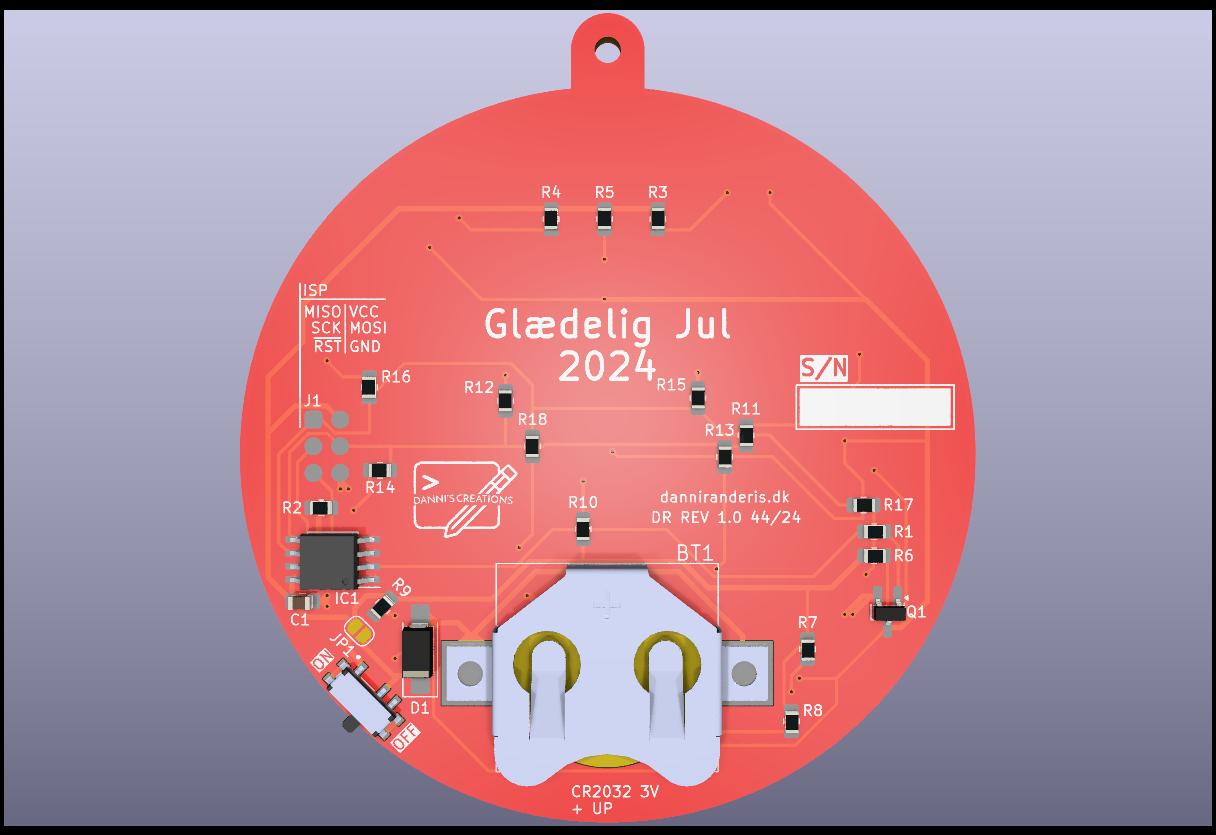 R4 R5 R3
ISP
MISO VCC
SCK MOSI
RST GND
Glædelig Jul
2024
S/N
R16
R12
R15
J1
R18
R11
R13
R14
DANNI'S CREATIONS
R2
R10
danniranderis.dk
DR REV 1.0 44/24
R17
R1
R6
BT1
IC1
R9
C1
Q1
JP1
R7
ON
D1
R8
OFF
+
CR2032 3V
+ UP